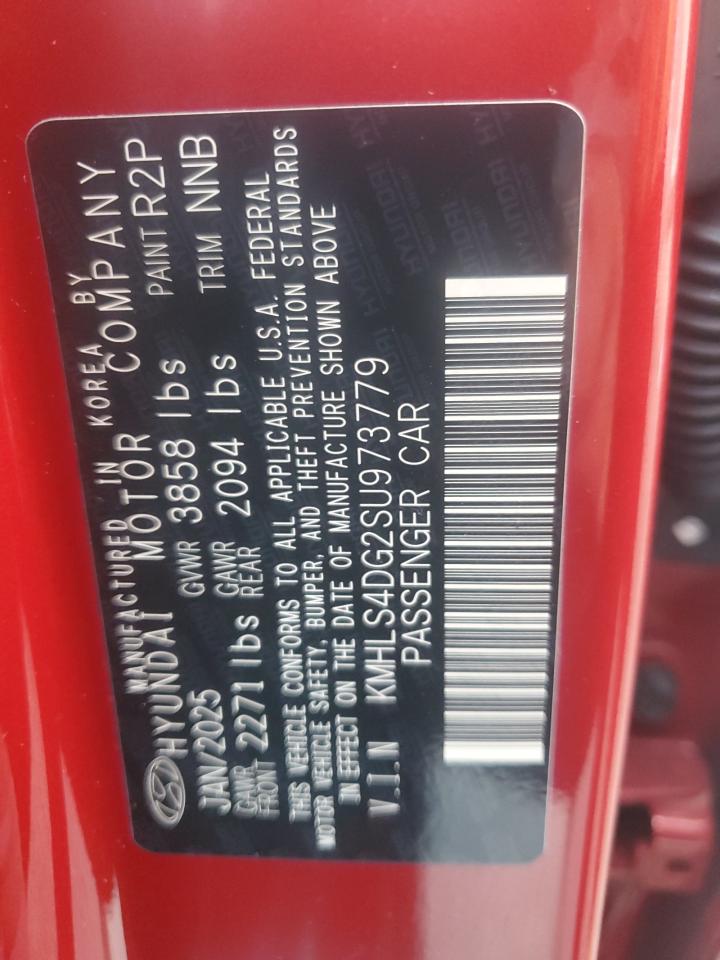 MANUFACTURED IN KOREA BY
HYUNDAI MOTOR COMPANY
JAN/2025 GVWR 3858 lbs PAINT R2P
GAWR FRONT 2271 lbs GAWR REAR 2094 lbs TRIM NNB
THIS VEHICLE CONFORMS TO ALL APPLICABLE U.S.A. FEDERAL
MOTOR VEHICLE SAFETY, BUMPER, AND THEFT PREVENTION STANDARDS
IN EFFECT ON THE DATE OF MANUFACTURE SHOWN ABOVE
V.I.N KMHLS4DG2SU973779
PASSENGER CAR